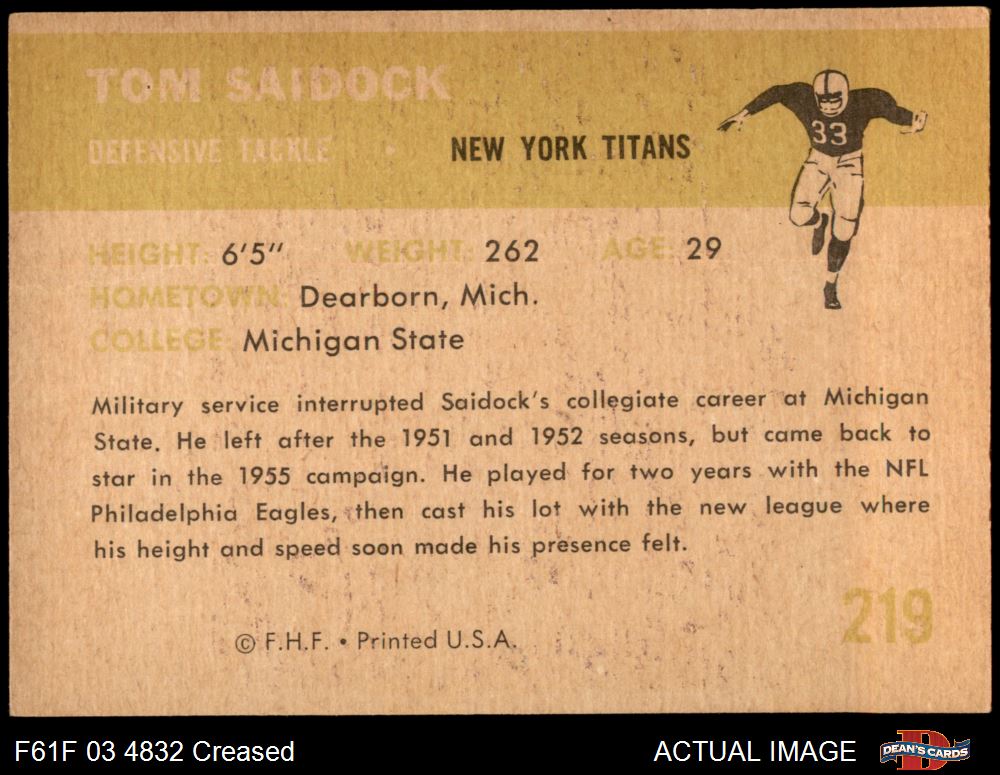 TOM SAIDOCK
DEFENSIVE TACKLE • NEW YORK TITANS
33
HEIGHT: 6'5" WEIGHT: 262 AGE: 29
HOMETOWN: Dearborn, Mich.
COLLEGE: Michigan State
Military service interrupted Saidock's collegiate career at Michigan
State. He left after the 1951 and 1952 seasons, but came back to
star in the 1955 campaign. He played for two years with the NFL
Philadelphia Eagles, then cast his lot with the new league where
his height and speed soon made his presence felt.
219
© F.H.F. • Printed U.S.A.
F61F 03 4832 Creased
ACTUAL IMAGE
D
DEAN'S CARDS